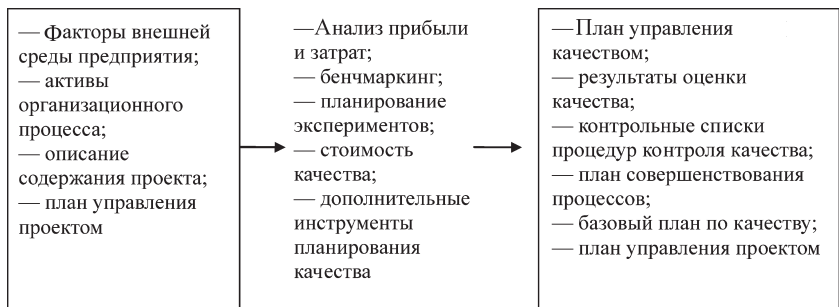 — Факторы внешней
среды предприятия;
— активы
организационного
процесса;
— описание
содержания проекта;
— план управления
проектом
—Анализ прибыли
и затрат;
— бенчмаркинг;
— планирование
экспериментов;
— стоимость
качества;
— дополнительные
инструменты
планирования
качества
—План управления
качеством;
— результаты оценки
качества;
— контрольные списки
процедур контроля качества;
— план совершенствования
процессов;
— базовый план по качеству;
— план управления проектом